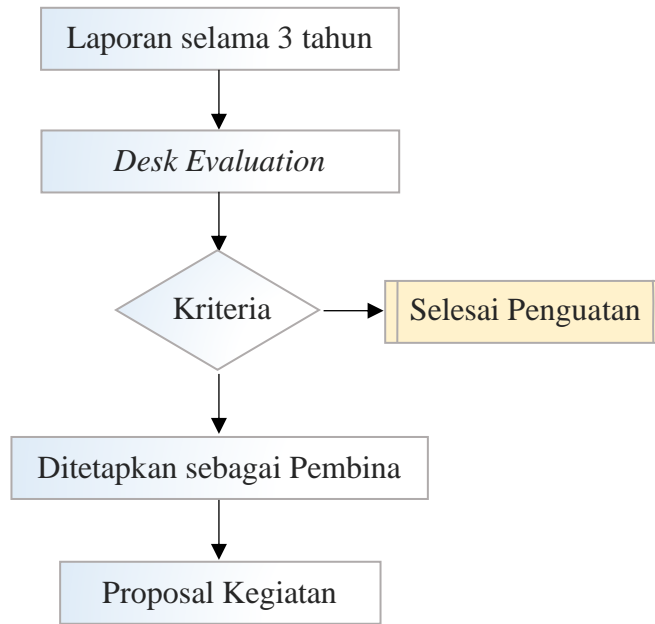 Laporan selama 3 tahun
Desk Evaluation
Kriteria
Selesai Penguatan
Ditetapkan sebagai Pembina
Proposal Kegiatan